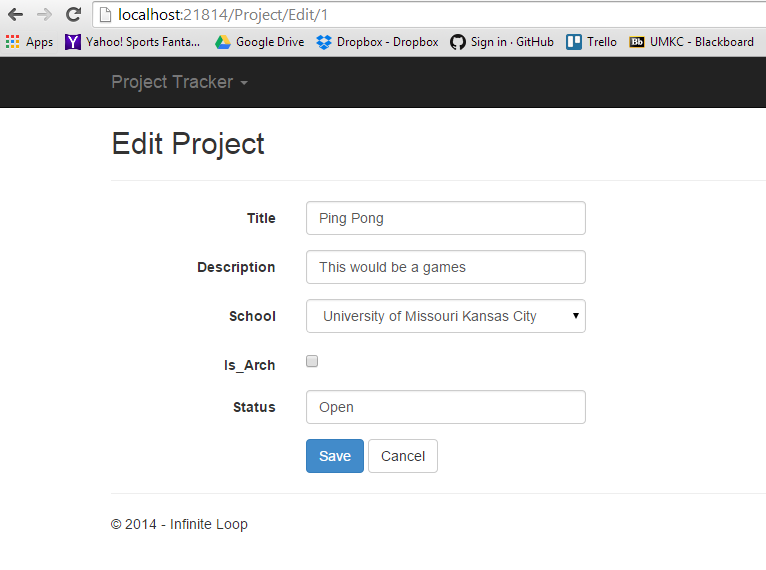 localhost:21814/Project/Edit/1
Apps Yahoo! Sports Fanta... Google Drive Dropbox - Dropbox Sign in · GitHub Trello Bb UMKC - Blackboard
Project Tracker
Edit Project
Title Ping Pong
Description This would be a games
School University of Missouri Kansas City
Is_Arch
Status Open
Save Cancel
© 2014 - Infinite Loop